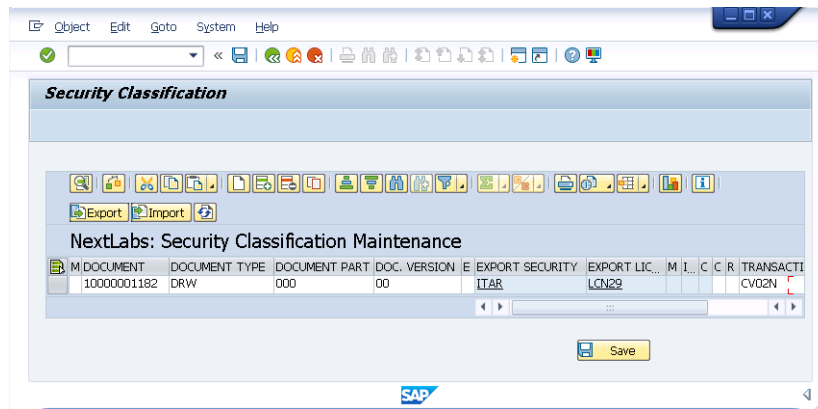 Object Edit Goto System Help
Security Classification
Export Import
NextLabs: Security Classification Maintenance
M DOCUMENT DOCUMENT TYPE DOCUMENT PART DOC. VERSION E EXPORT SECURITY EXPORT LIC... M I... C C R TRANSACTI
10000001182 DRW 000 00 ITAR LCN29 CV02N
Save
SAP